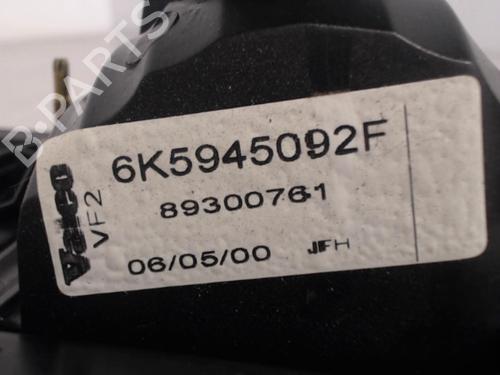 B-PARTS
Valeo
VF2
6K5945092F
89300761
06/05/00 JFH